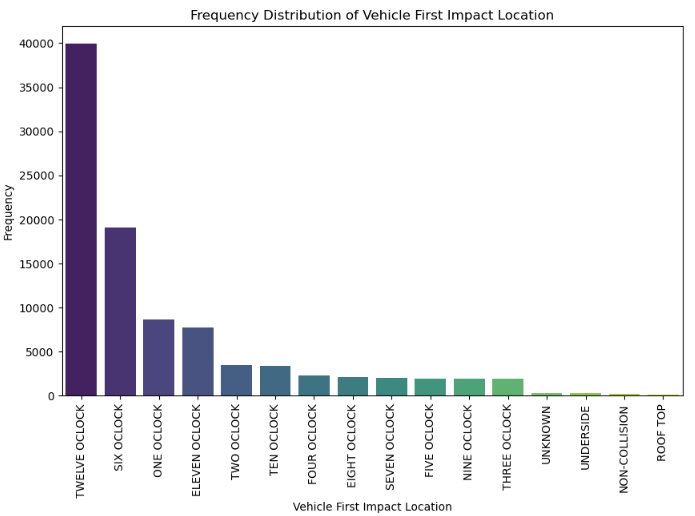 Frequency Distribution of Vehicle First Impact Location
40000
35000
30000
25000
20000
15000
10000
5000
0
Frequency
TWELVE OCLOCK
SIX OCLOCK
ONE OCLOCK
ELEVEN OCLOCK
TWO OCLOCK
TEN OCLOCK
FOUR OCLOCK
EIGHT OCLOCK
SEVEN OCLOCK
FIVE OCLOCK
NINE OCLOCK
THREE OCLOCK
UNKNOWN
UNDERSIDE
NON-COLLISION
ROOF TOP
Vehicle First Impact Location